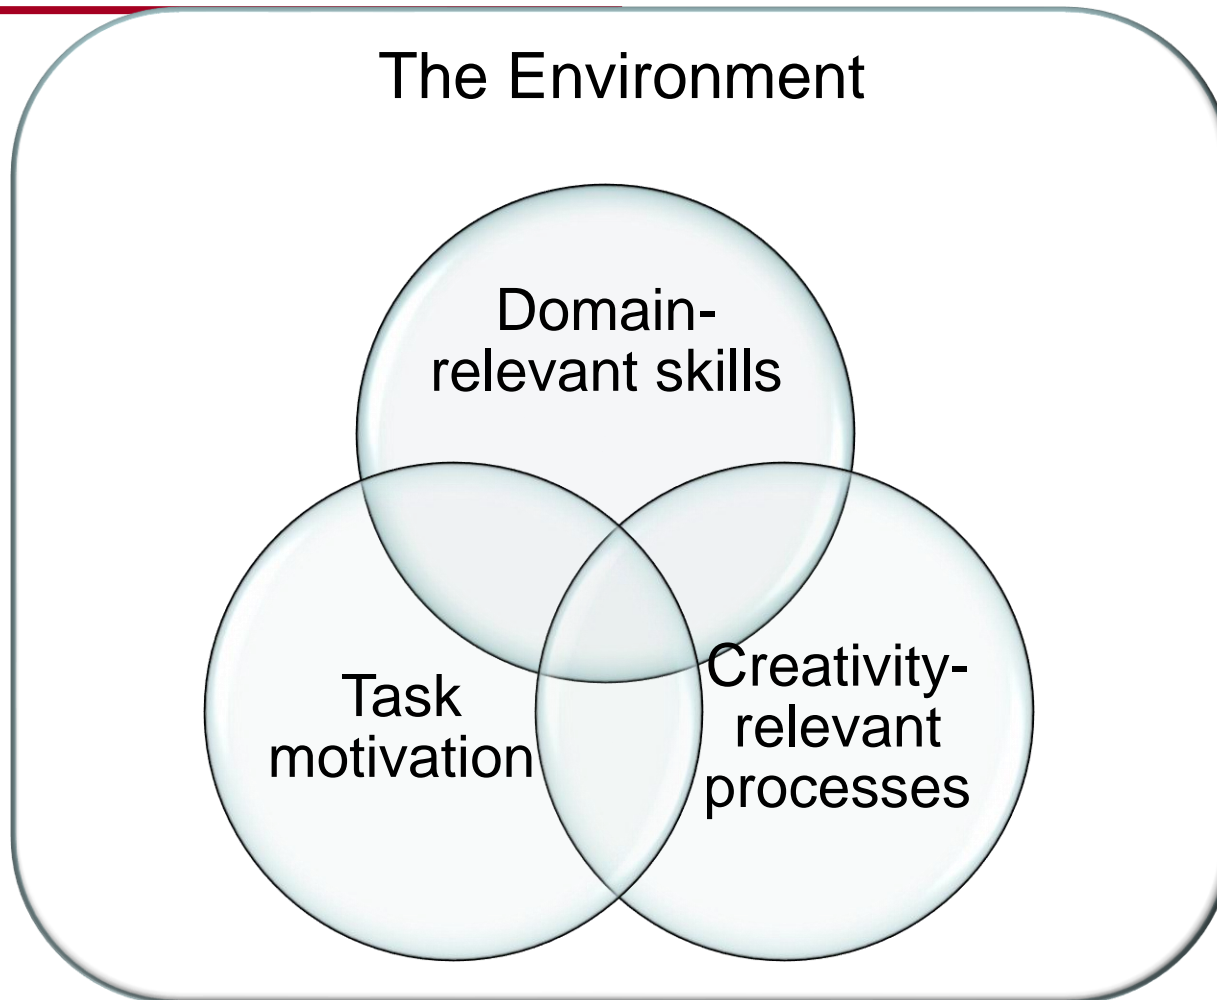 The Environment
Domain-
relevant skills
Task
motivation
Creativity-
relevant
processes